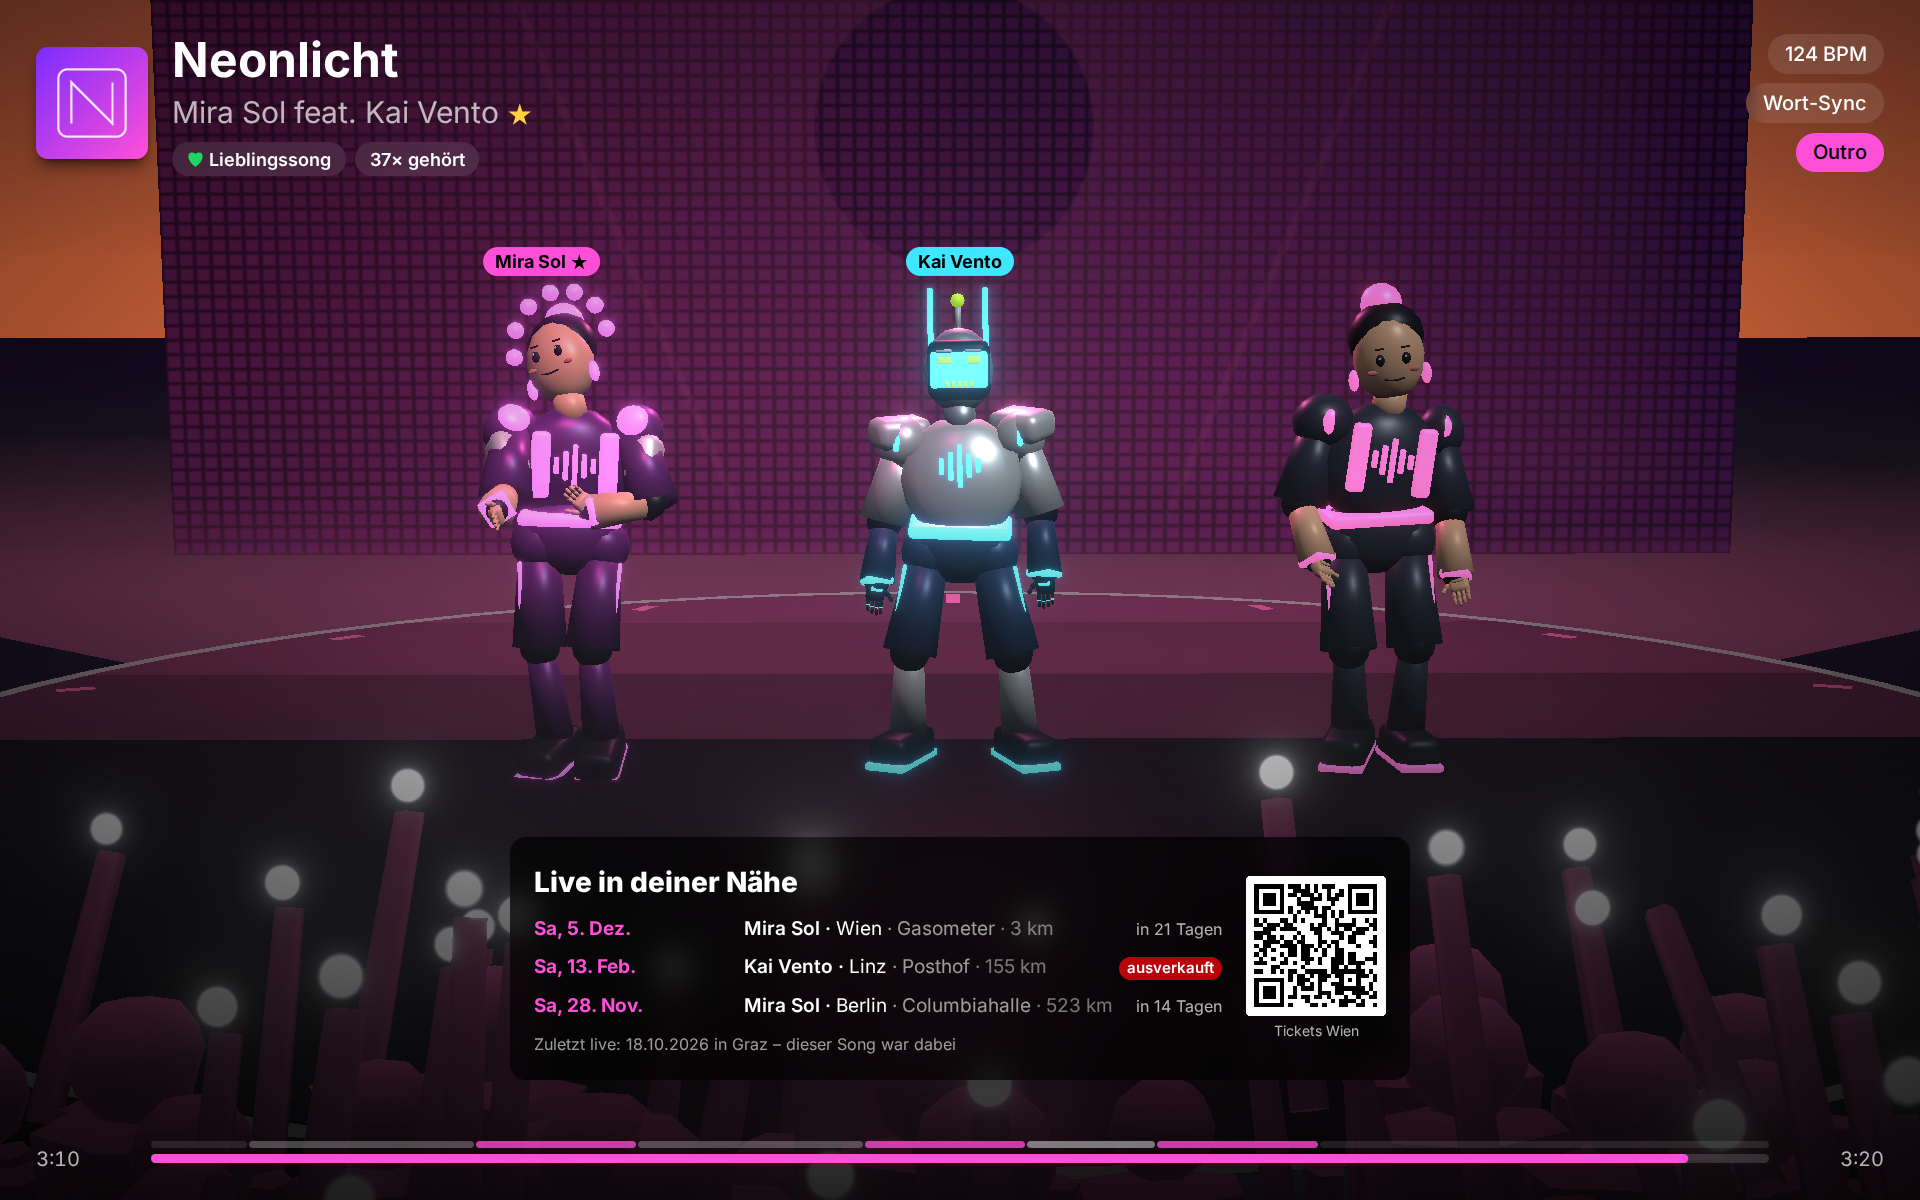 N
Neonlicht
Mira Sol feat. Kai Vento ★
Lieblingssong
37× gehört
124 BPM
Wort-Sync
Outro
Mira Sol ★
Kai Vento
Live in deiner Nähe
Sa, 5. Dez. Mira Sol · Wien · Gasometer · 3 km in 21 Tagen
Sa, 13. Feb. Kai Vento · Linz · Posthof · 155 km ausverkauft
Sa, 28. Nov. Mira Sol · Berlin · Columbiahalle · 523 km in 14 Tagen
Zuletzt live: 18.10.2026 in Graz – dieser Song war dabei
Tickets Wien
3:10
3:20